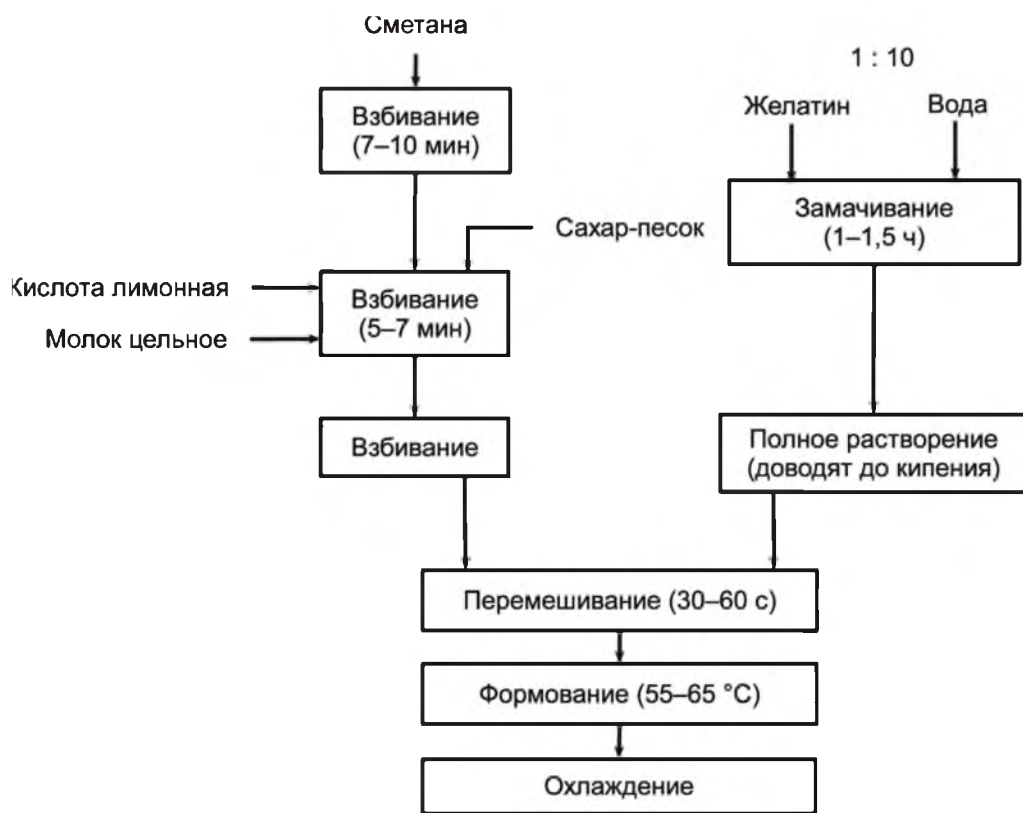 Сметана
1 : 10
Желатин
Вода
Взбивание
(7–10 мин)
Замачивание
(1–1,5 ч)
Сахар-песок
Кислота лимонная
Взбивание
(5–7 мин)
Молок цельное
Взбивание
Полное растворение
(доводят до кипения)
Перемешивание (30–60 с)
Формование (55–65 °C)
Охлаждение